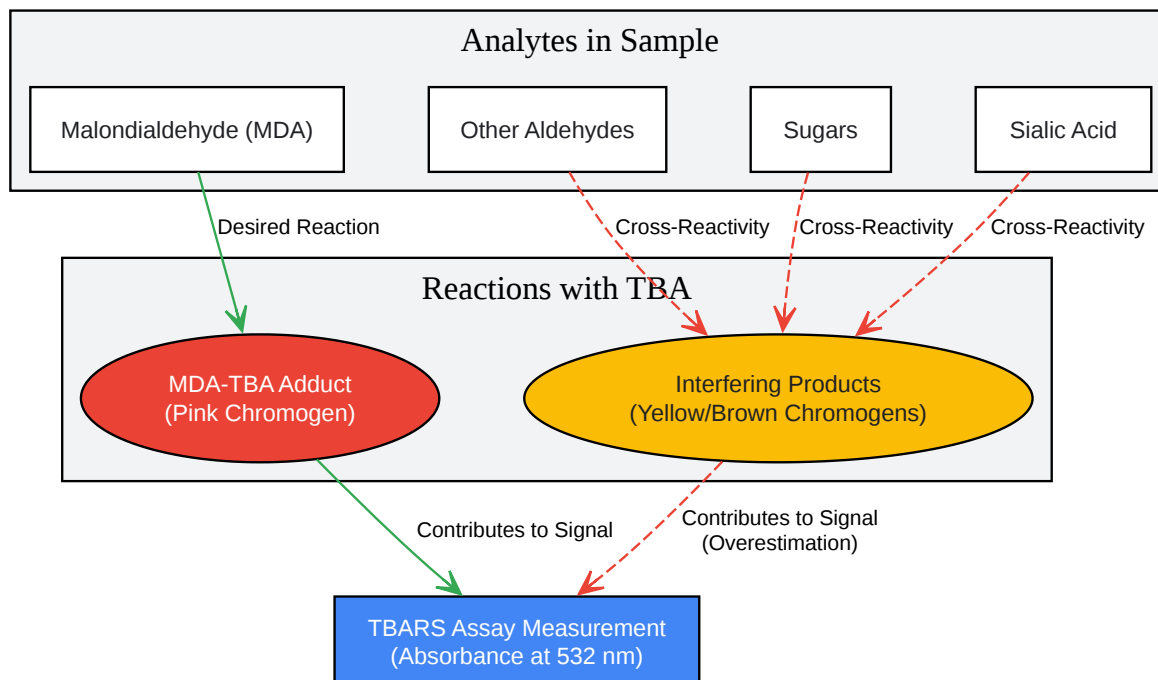 Analytes in Sample
Malondialdehyde (MDA)
Other Aldehydes
Sugars
Sialic Acid
Desired Reaction
Cross-Reactivity
Cross-Reactivity
Cross-Reactivity
Reactions with TBA
MDA-TBA Adduct
(Pink Chromogen)
Interfering Products
(Yellow/Brown Chromogens)
Contributes to Signal
Contributes to Signal
(Overestimation)
TBARS Assay Measurement
(Absorbance at 532 nm)